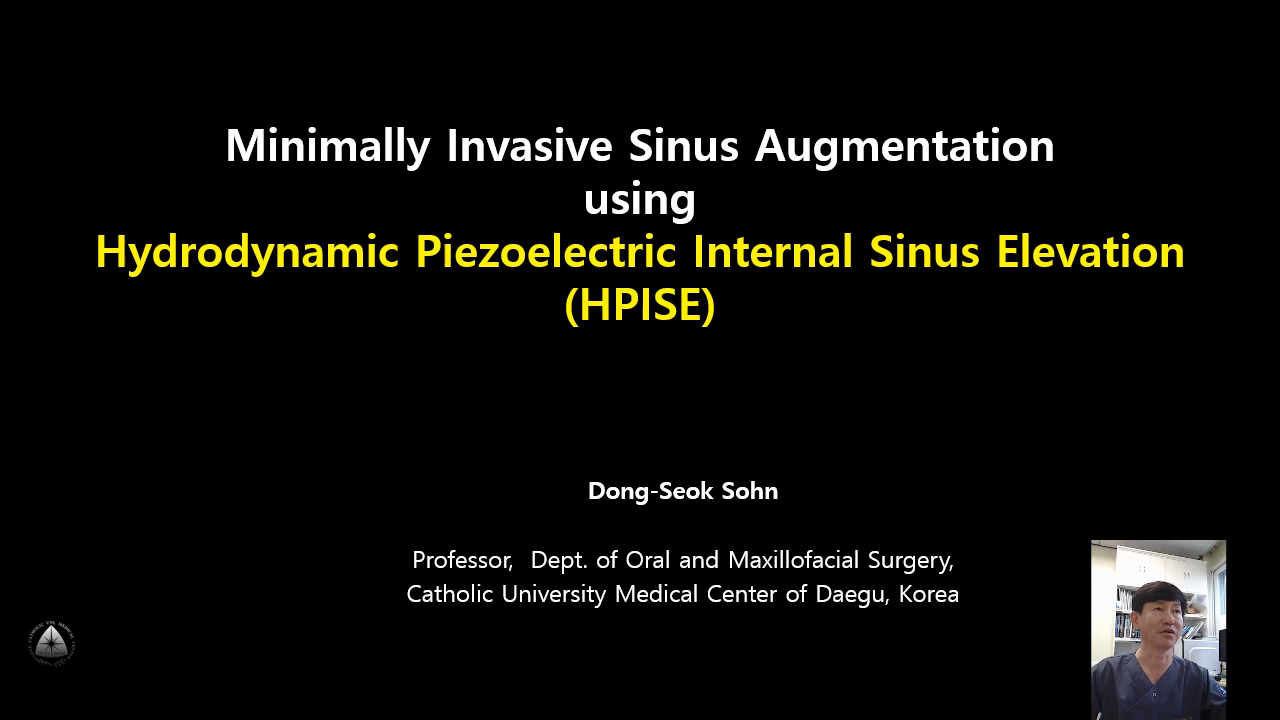 Minimally Invasive Sinus Augmentation
using
Hydrodynamic Piezoelectric Internal Sinus Elevation
(HPISE)
Dong-Seok Sohn
Professor, Dept. of Oral and Maxillofacial Surgery,
Catholic University Medical Center of Daegu, Korea